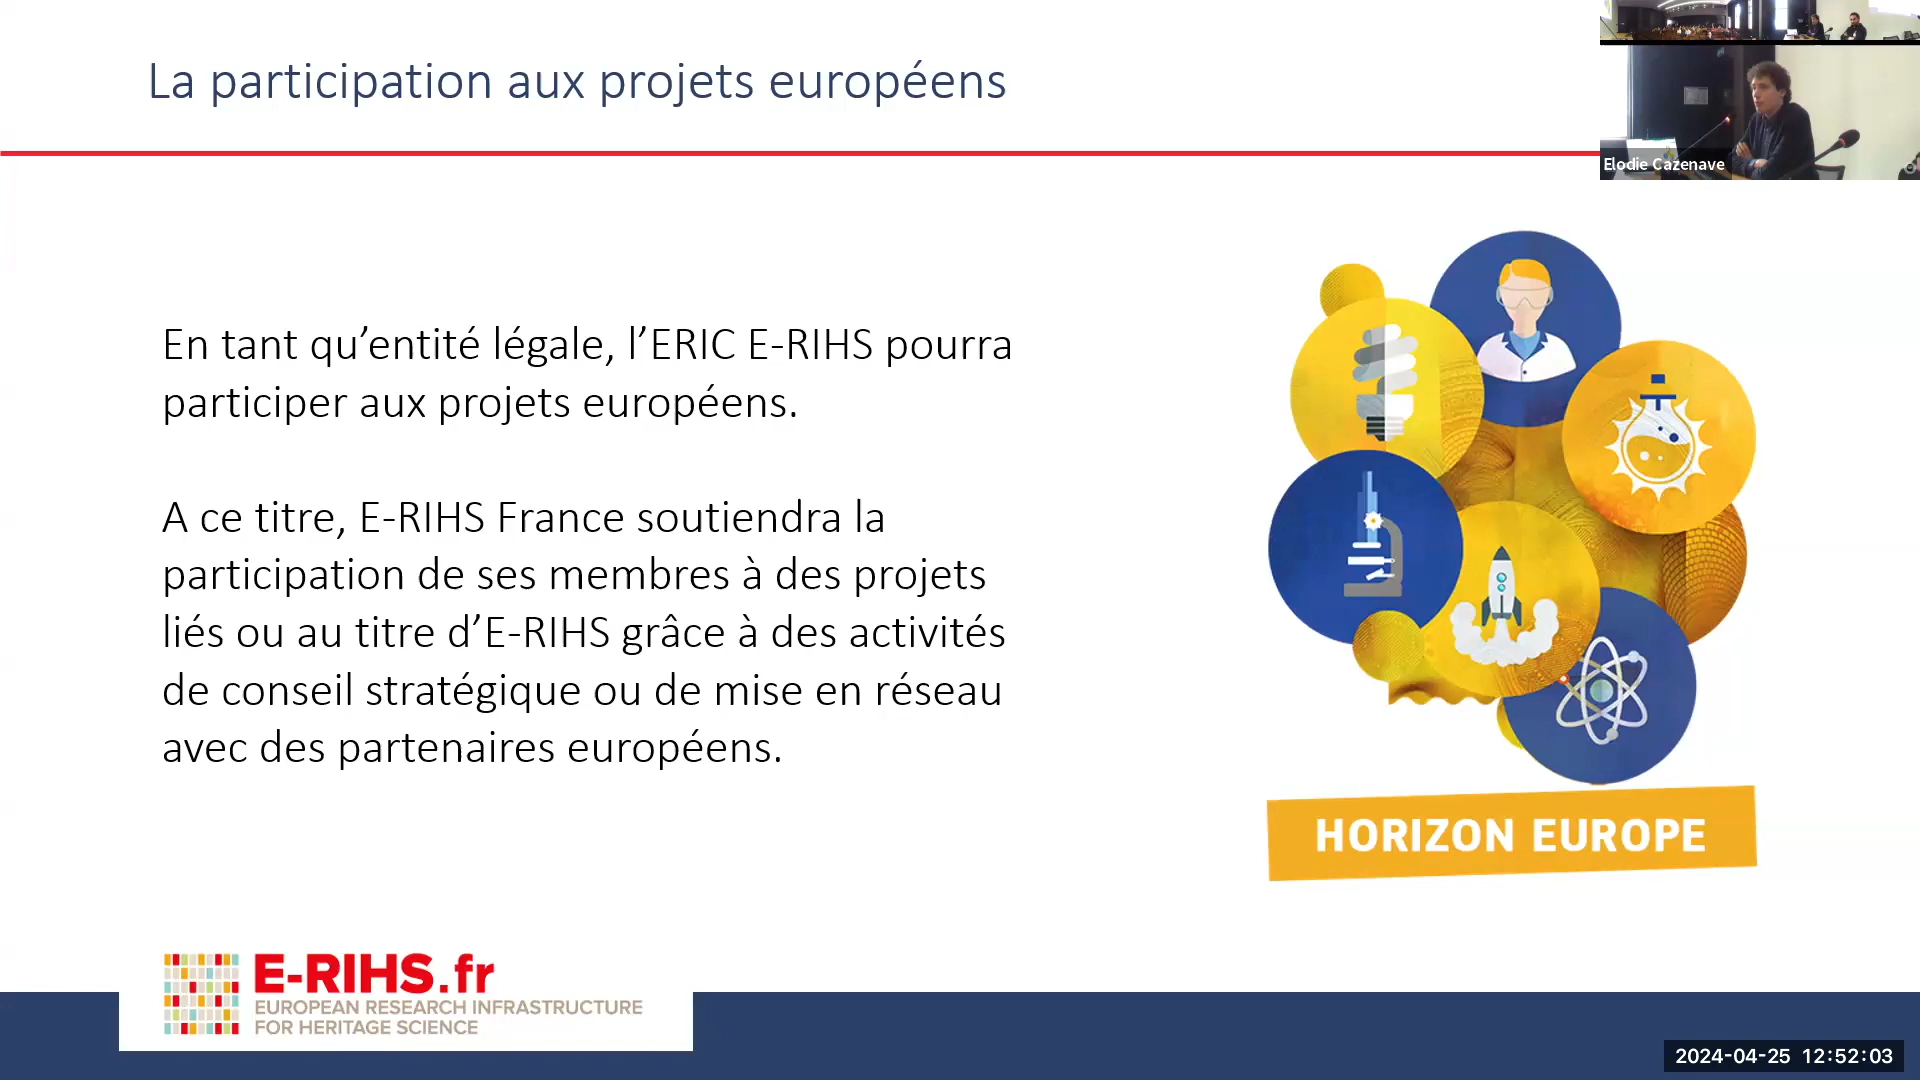 La participation aux projets européens
Elodie Cazenave
En tant qu’entité légale, l’ERIC E-RIHS pourra
participer aux projets européens.
A ce titre, E-RIHS France soutiendra la
participation de ses membres à des projets
liés ou au titre d’E-RIHS grâce à des activités
de conseil stratégique ou de mise en réseau
avec des partenaires européens.
HORIZON EUROPE
E-RIHS.fr
EUROPEAN RESEARCH INFRASTRUCTURE
FOR HERITAGE SCIENCE
2024-04-25 12:52:03